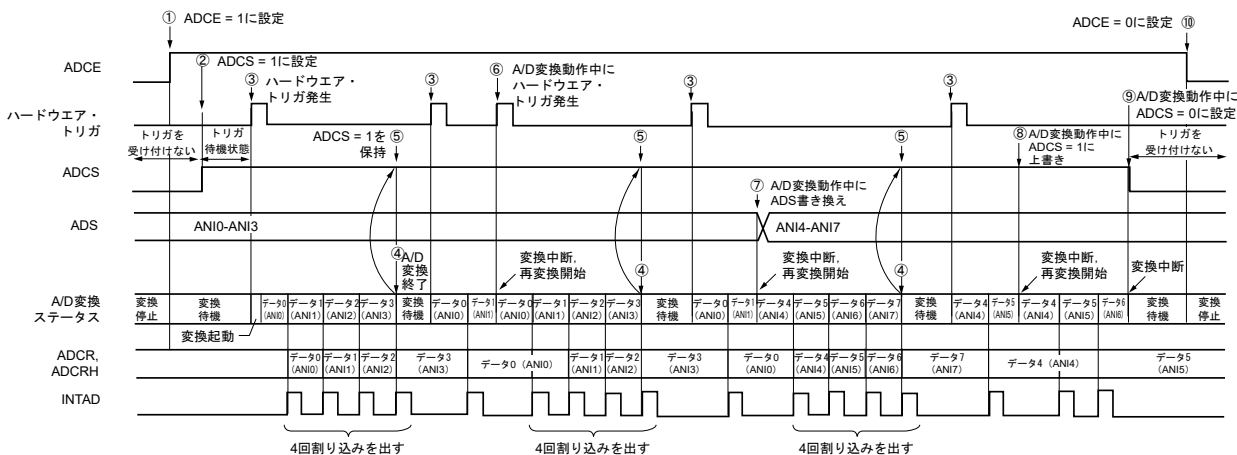 ① ADCE = 1に設定
ADCE = 0に設定 ⑩
ADCE
② ADCS = 1に設定
③ ハードウエア・
トリガ発生
③
⑥ A/D変換動作中に
ハードウエア・
トリガ発生
③
③
⑨A/D変換動作中に
ADCS = 0に設定
ハードウエア・
トリガ
トリガを
受け付けない
トリガ
待機状態
ADCS = 1を
保持
⑤
⑤
⑤
⑧ A/D変換動作中に
ADCS = 1に
上書き
トリガを
受け付けない
ADCS
⑦ A/D変換動作中に
ADS書き換え
ADS
ANI0-ANI3
ANI4-ANI7
④
A/D
変換
終了
変換中断,
再変換開始
④
変換中断,
再変換開始
④
変換中断,
再変換開始
変換中断
A/D変換
ステータス
変換
停止
変換
待機
データ0
(ANI0)
データ1
(ANI1)
データ2
(ANI2)
データ3
(ANI3)
変換
待機
データ0
(ANI0)
データ1
(ANI1)
データ0
(ANI0)
データ1
(ANI1)
データ2
(ANI2)
データ3
(ANI3)
変換
待機
データ0
(ANI0)
データ1
(ANI1)
データ4
(ANI4)
データ5
(ANI5)
データ6
(ANI6)
データ7
(ANI7)
変換
待機
データ4
(ANI4)
データ5
(ANI5)
データ4
(ANI4)
データ5
(ANI5)
データ6
(ANI6)
変換
待機
変換
停止
変換起動
ADCR,
ADCRH
データ0
(ANI0)
データ1
(ANI1)
データ2
(ANI2)
データ3
(ANI3)
データ0 (ANI0)
データ1
(ANI1)
データ2
(ANI2)
データ3
(ANI3)
データ0
(ANI0)
データ4
(ANI4)
データ5
(ANI5)
データ6
(ANI6)
データ7
(ANI7)
データ4 (ANI4)
データ5
(ANI5)
INTAD
4回割り込みを出す
4回割り込みを出す
4回割り込みを出す